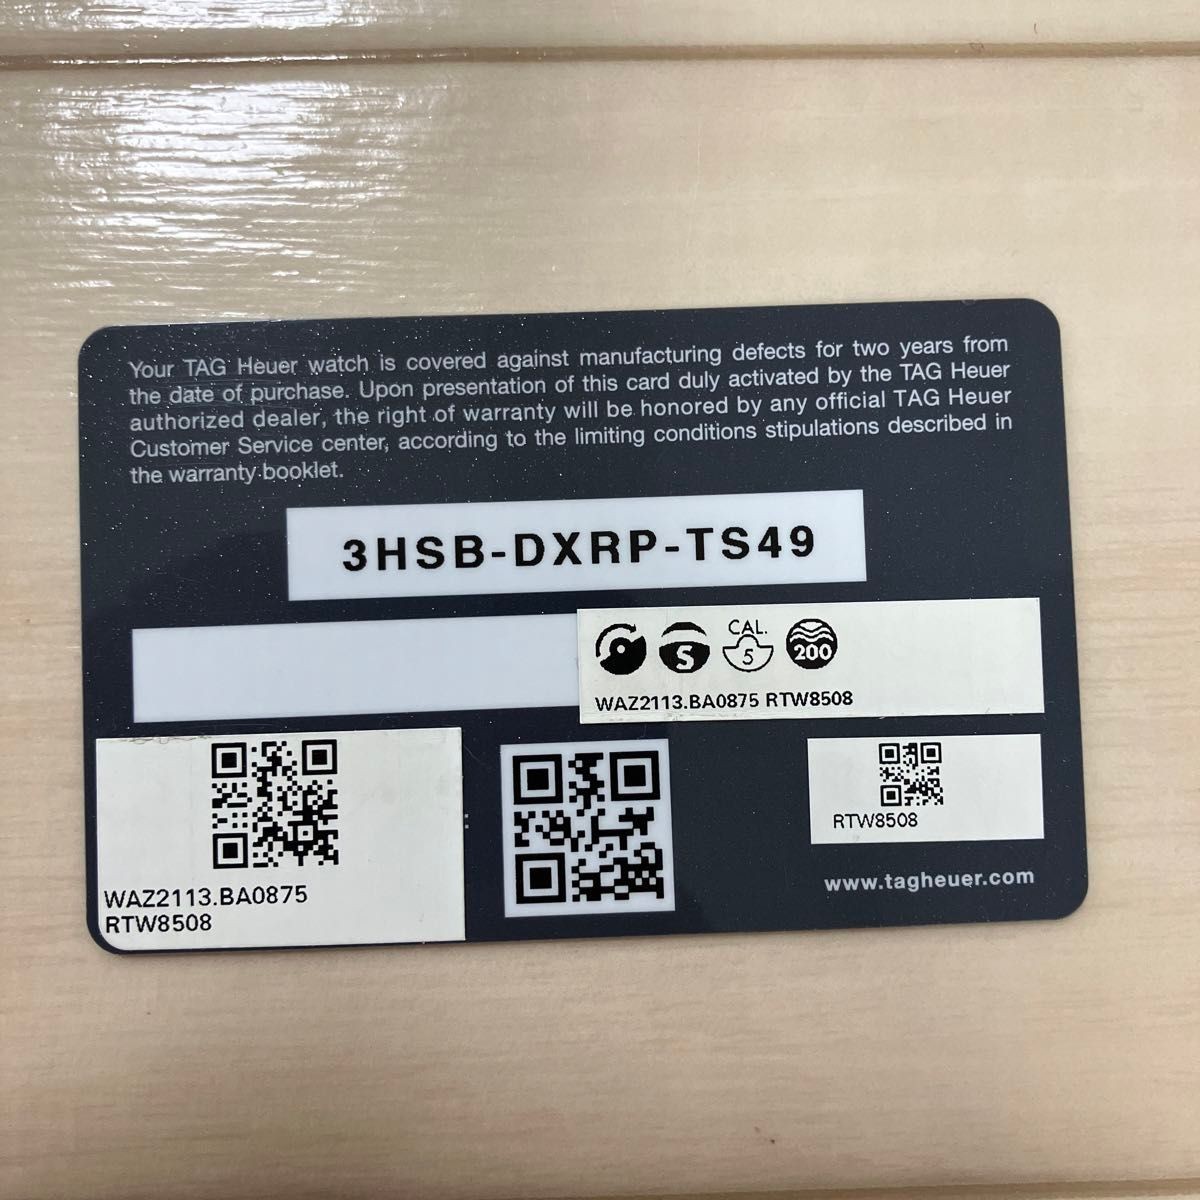 Your TAG Heuer watch is covered against manufacturing defects for two years from
the date of purchase. Upon presentation of this card duly activated by the TAG Heuer
authorized dealer, the right of warranty will be honored by any official TAG Heuer
Customer Service center, according to the limiting conditions stipulations described in
the warranty booklet.
3HSB-DXRP-TS49
S
CAL.
5
200
WAZ2113.BA0875 RTW8508
WAZ2113.BA0875
RTW8508
RTW8508
www.tagheuer.com